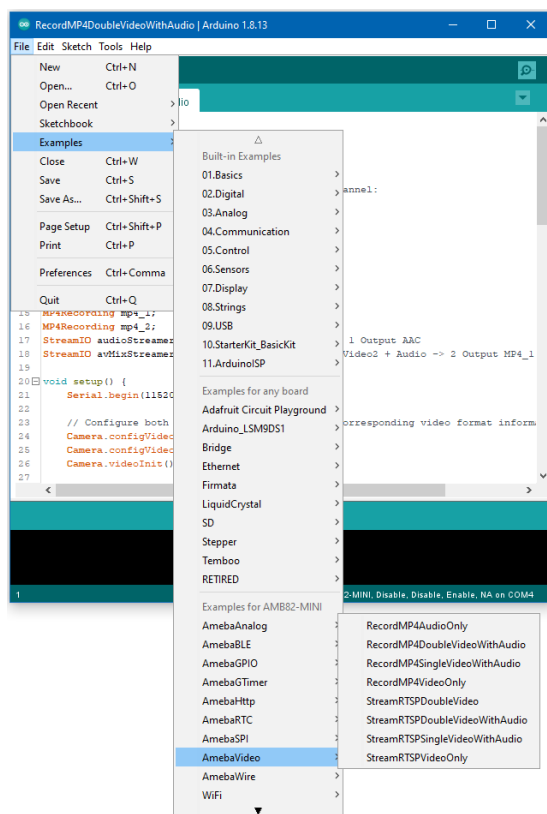 RecordMP4DoubleVideoWithAudio | Arduino 1.8.13
File Edit Sketch Tools Help
New Ctrl+N
Open... Ctrl+O
Open Recent
Sketchbook
Examples
Close Ctrl+W
Save Ctrl+S
Save As... Ctrl+Shift+S
Page Setup Ctrl+Shift+P
Print Ctrl+P
Preferences Ctrl+Comma
Quit Ctrl+Q
dio
Built-in Examples
01.Basics
02.Digital
03.Analog
04.Communication
05.Control
06.Sensors
07.Display
08.Strings
09.USB
10.StarterKit_BasicKit
11.ArduinoISP
Examples for any board
Adafruit Circuit Playground
Arduino_LSM9DS1
Bridge
Ethernet
Firmata
LiquidCrystal
SD
Stepper
Temboo
RETIRED
Examples for AMB82-MINI
AmebaAnalog
AmebaBLE
AmebaGPIO
AmebaGTimer
AmebaHttp
AmebaRTC
AmebaSPI
AmebaVideo
AmebaWire
WiFi
RecordMP4AudioOnly
RecordMP4DoubleVideoWithAudio
RecordMP4SingleVideoWithAudio
RecordMP4VideoOnly
StreamRTSPDoubleVideo
StreamRTSPDoubleVideoWithAudio
StreamRTSPSingleVideoWithAudio
StreamRTSPVideoOnly
annel:
15 MP4Recording mp4_1;
16 MP4Recording mp4_2;
17 StreamIO audioStreamer 1 Output AAC
18 StreamIO avMixStreamer Video2 + Audio -> 2 Output MP4_1
19
20 void setup() {
21 Serial.begin(11520
22
23 // Configure both orresponding video format inform
24 Camera.configVideo
25 Camera.configVideo
26 Camera.videoInit()
27
1 2-MINI, Disable, Disable, Enable, NA on COM4